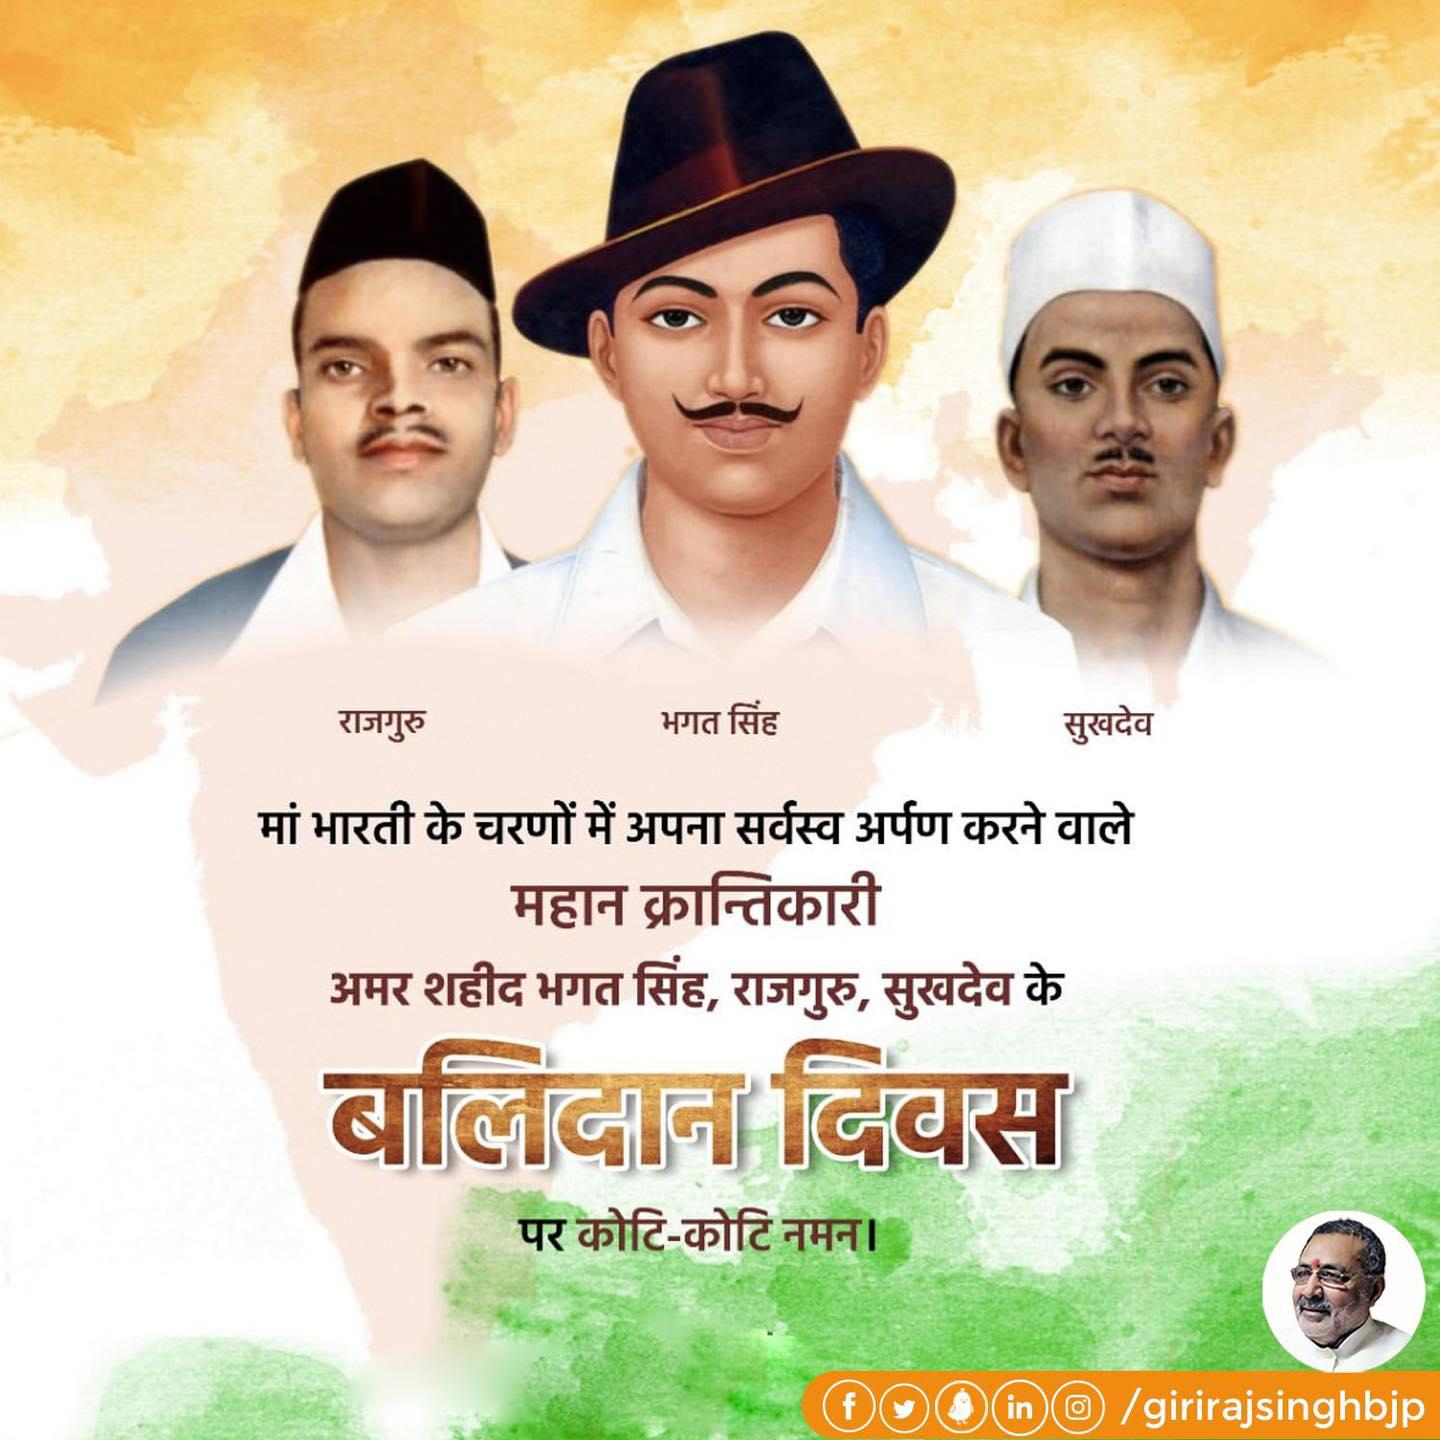 राजगुरु
भगत सिंह
सुखदेव
मां भारती के चरणों में अपना सर्वस्व अर्पण करने वाले
महान क्रान्तिकारी
अमर शहीद भगत सिंह, राजगुरु, सुखदेव के
बलिदान दिवस
पर कोटि-कोटि नमन।
/girirajsinghbjp